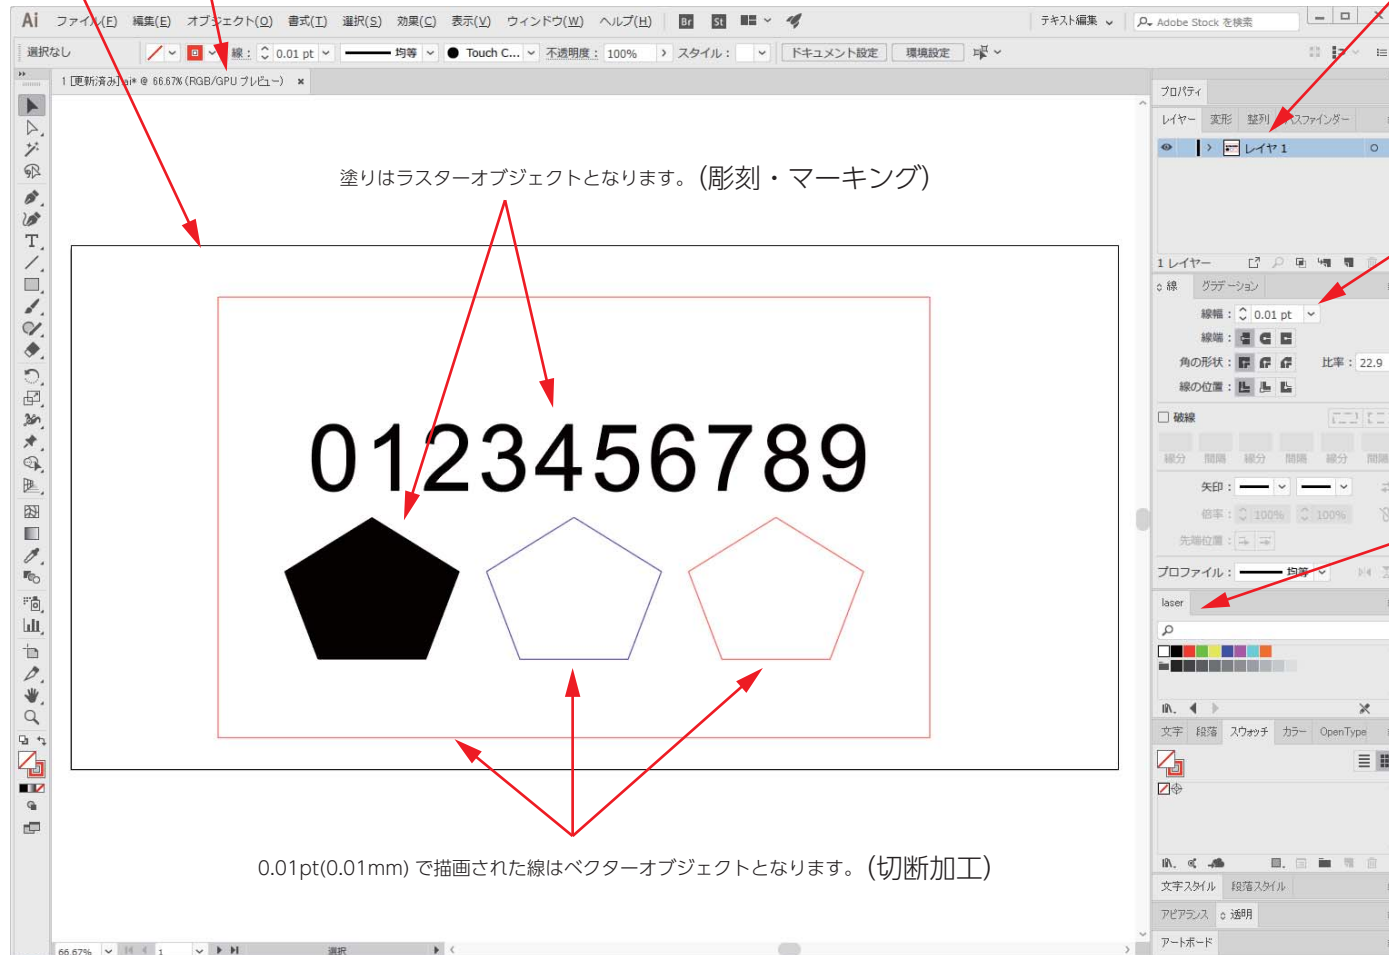 Ai ファイル(F) 編集(E) オブジェクト(O) 書式(T) 選択(S) 効果(C) 表示(V) ウィンドウ(W) ヘルプ(H) Br St テキスト編集 Adobe Stock を検索
選択なし 線: 0.01 pt 均等 Touch C... 不透明度: 100% スタイル: ドキュメント設定 環境設定
1 [更新済み].ai* @ 66.67% (RGB/GPU プレビュー) ×
プロパティ
レイヤー 変形 整列 パスファインダー
レイヤ 1
塗りはラスターオブジェクトとなります。(彫刻・マーキング)
1 レイヤー
線 グラデーション
線幅: 0.01 pt
線端:
角の形状: 比率: 22.9
線の位置:
破線
線分 間隔 線分 間隔 線分 間隔
0123456789
矢印:
倍率: 100% 100%
先端位置:
プロファイル: 均等
laser
文字 段落 スウォッチ カラー OpenType
0.01pt(0.01mm) で描画された線はベクターオブジェクトとなります。(切断加工)
文字スタイル 段落スタイル
アピアランス 透明
アートボード
66.67% 1 選択